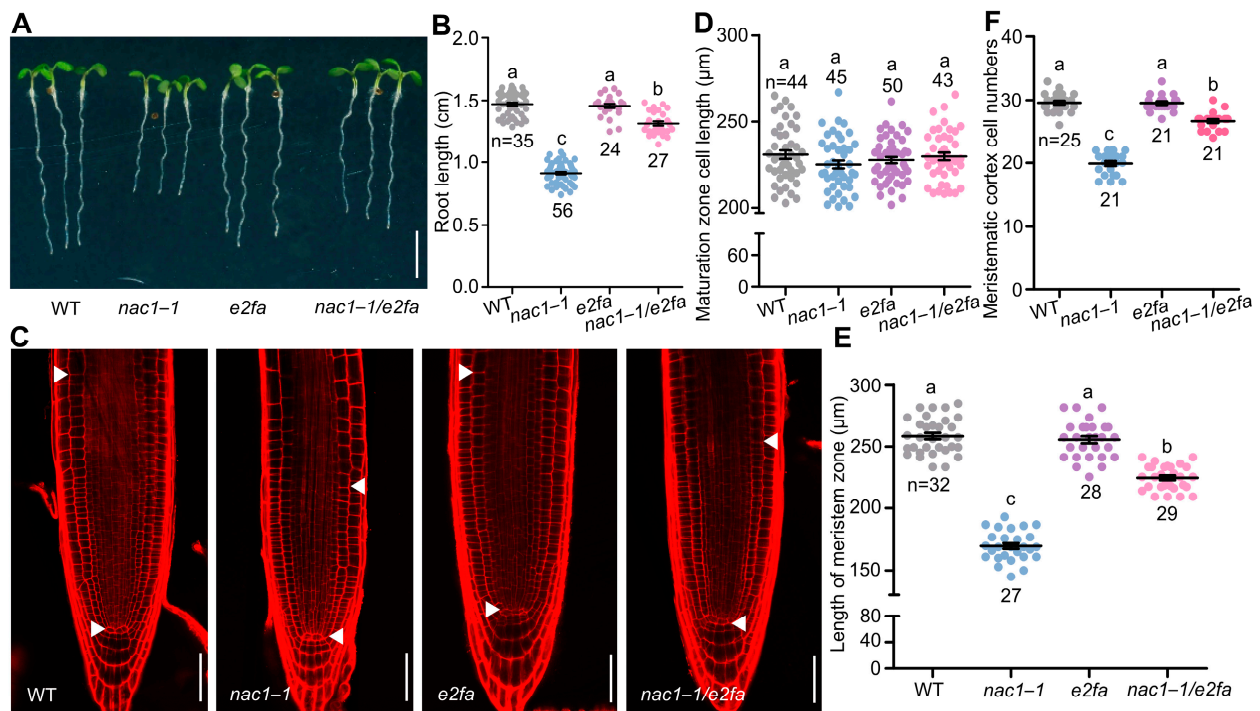 A
WT
nac1–1
e2fa
nac1–1/e2fa
B
Root length (cm)
2.0
1.5
1.0
0.5
0.0
a
n=35
c
56
a
24
b
27
WT
nac1–1
e2fa
nac1–1/e2fa
D
Maturation zone cell length (μm)
300
250
200
60
0
a
n=44
a
45
a
50
a
43
WT
nac1–1
e2fa
nac1–1/e2fa
F
Meristematic cortex cell numbers
40
30
20
10
0
a
n=25
c
21
a
21
b
21
WT
nac1–1
e2fa
nac1–1/e2fa
C
WT
nac1–1
e2fa
nac1–1/e2fa
E
Length of meristem zone (μm)
300
250
200
150
80
40
0
a
n=32
c
27
a
28
b
29
WT
nac1–1
e2fa
nac1–1/e2fa